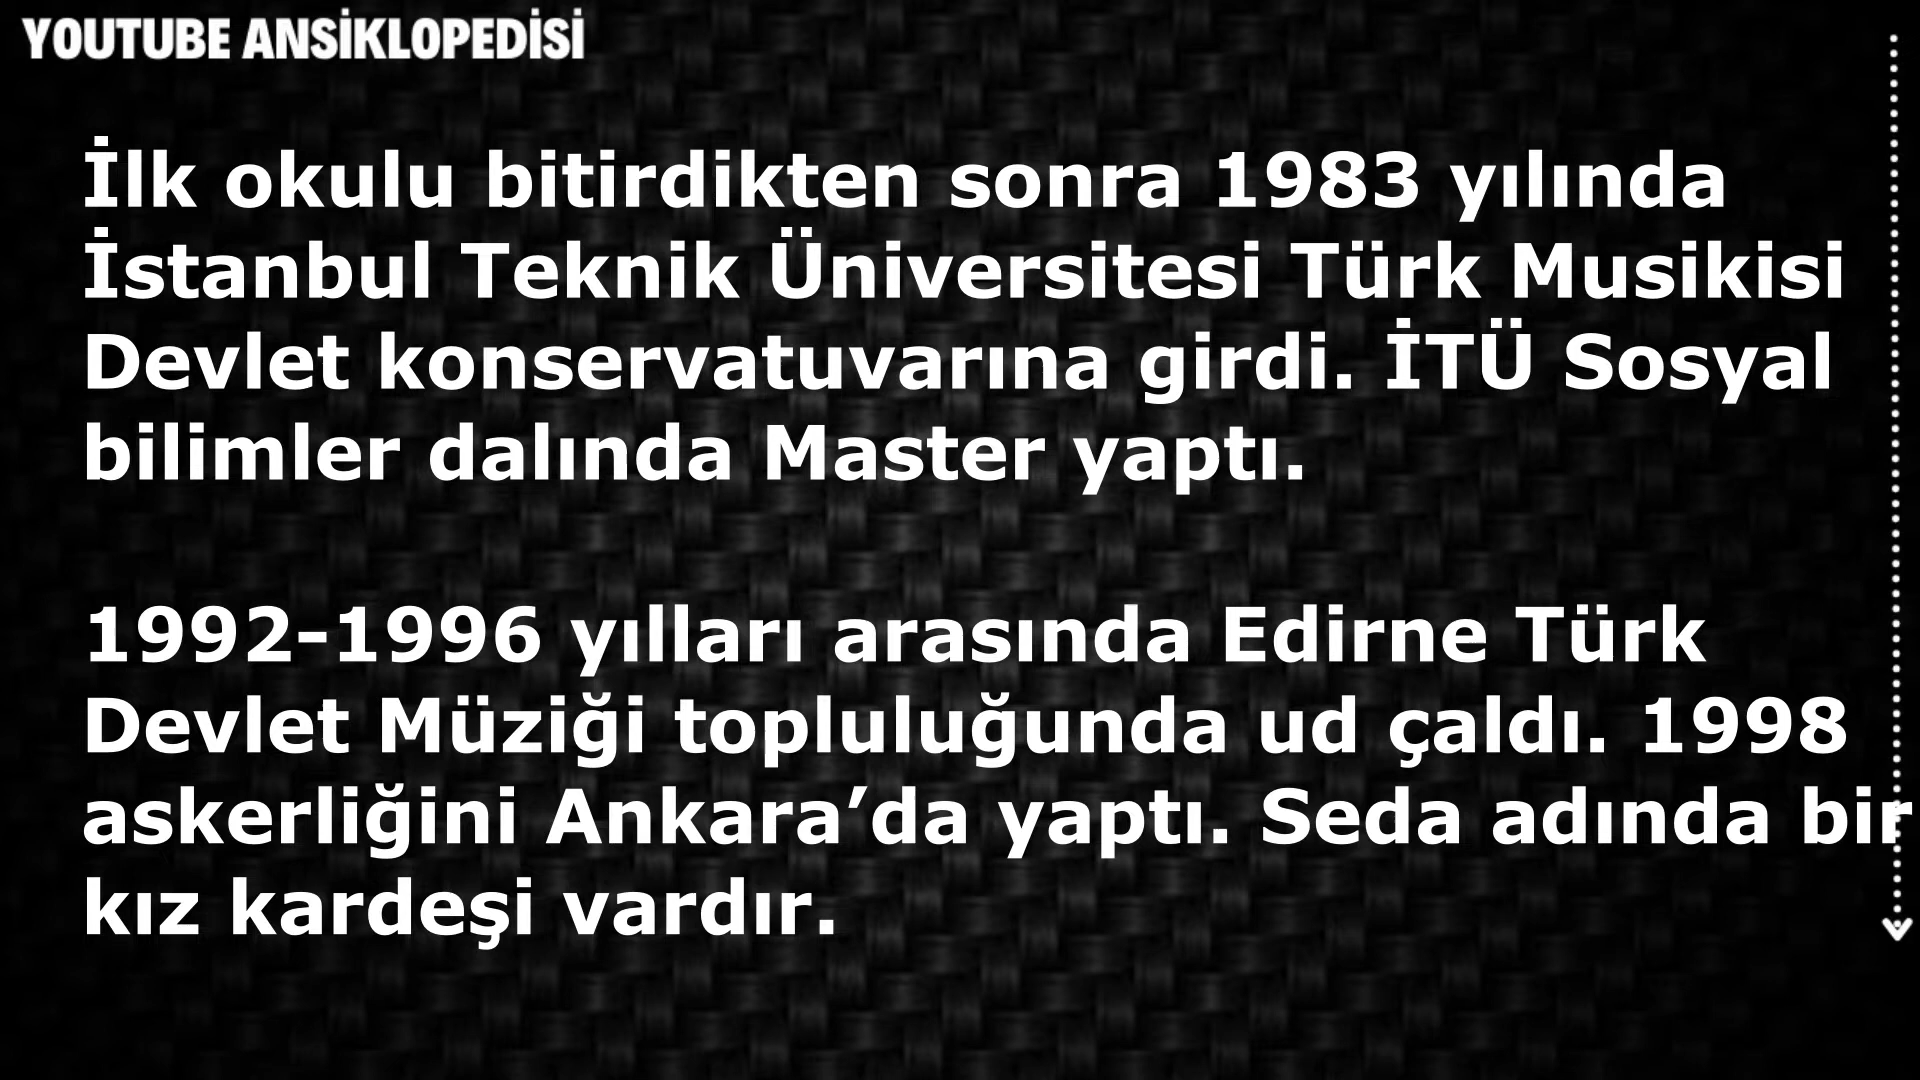 YOUTUBE ANSİKLOPEDİSİ
İlk okulu bitirdikten sonra 1983 yılında
İstanbul Teknik Üniversitesi Türk Musikisi
Devlet konservatuvarına girdi. İTÜ Sosyal
bilimler dalında Master yaptı.
1992-1996 yılları arasında Edirne Türk
Devlet Müziği topluluğunda ud çaldı. 1998
askerliğini Ankara’da yaptı. Seda adında bir
kız kardeşi vardır.